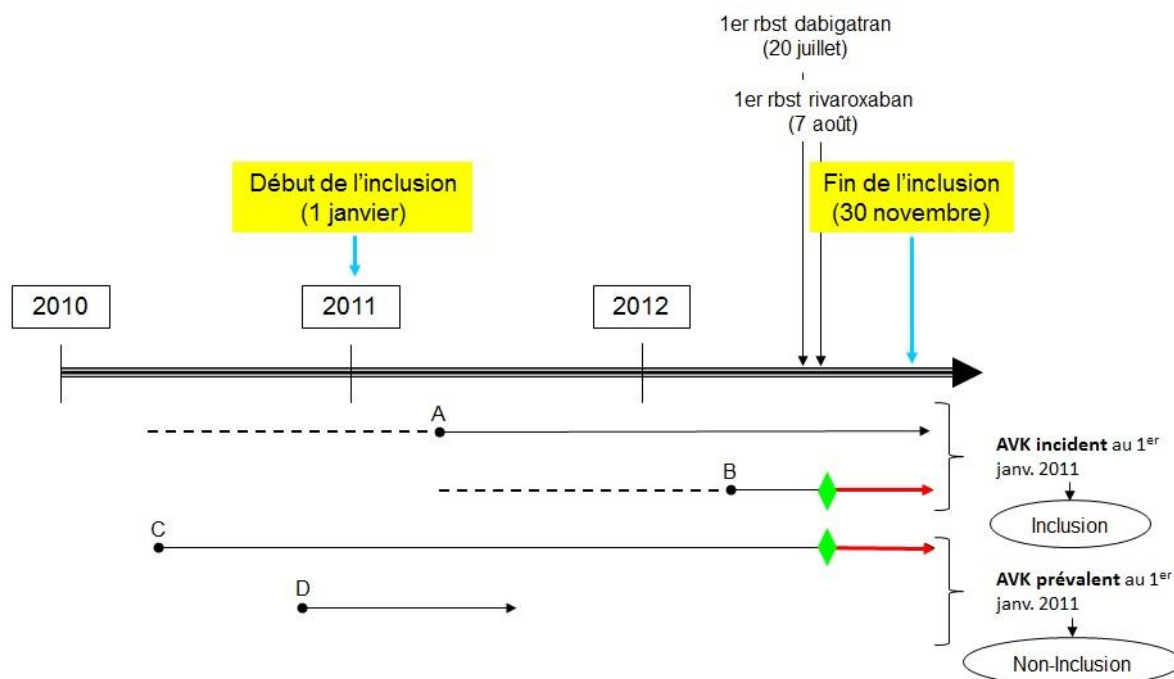 1er rbst dabigatran
(20 juillet)
1er rbst rivaroxaban
(7 août)
Début de l'inclusion
(1 janvier)
Fin de l'inclusion
(30 novembre)
2010
2011
2012
A
AVK incident au 1er
janv. 2011
B
Inclusion
C
D
AVK prévalent au 1er
janv. 2011
Non-Inclusion